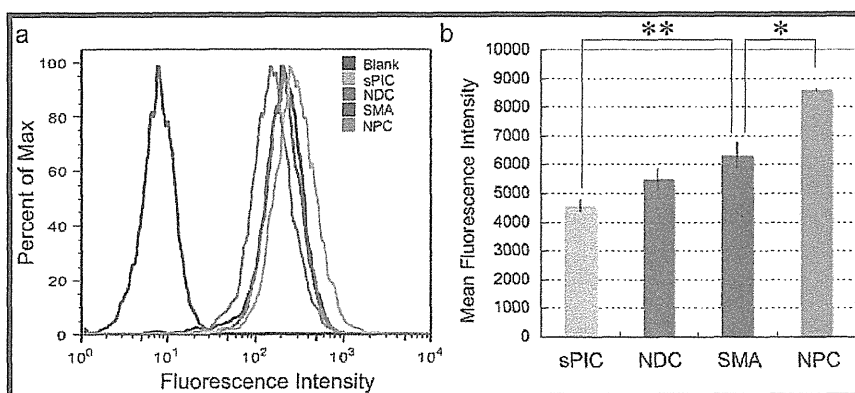 a
Percent of Max
100
80
60
40
20
0
10⁰
10¹
10²
10³
10⁴
Fluorescence Intensity
Blank
sPIC
NDC
SMA
NPC
b
Mean Fluorescence Intensity
10000
9000
8000
7000
6000
5000
4000
3000
2000
1000
0
**
*
sPIC
NDC
SMA
NPC